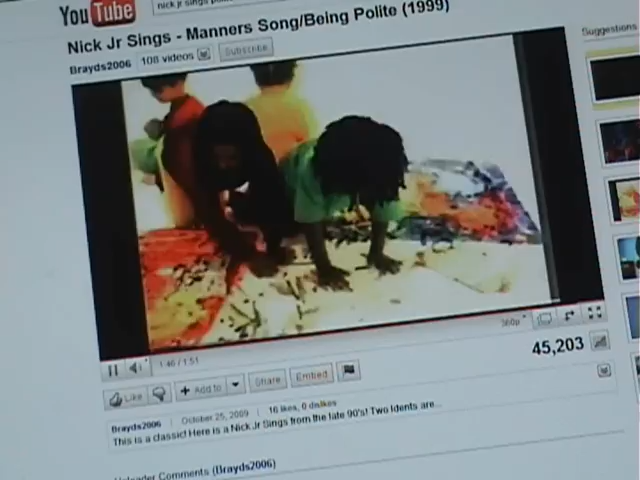 YouTube
nick jr sings
Nick Jr Sings - Manners Song/Being Polite (1999)
Brayds2006 108 videos Subscribe
Suggestions
360p
1:46 / 1:51
45,203
Like + Add to Share Embed
Brayds2006 October 25, 2009 16 likes, 0 dislikes
This is a classic! Here is a Nick Jr Sings from the late 90's! Two Idents are...
Uploader Comments (Brayds2006)